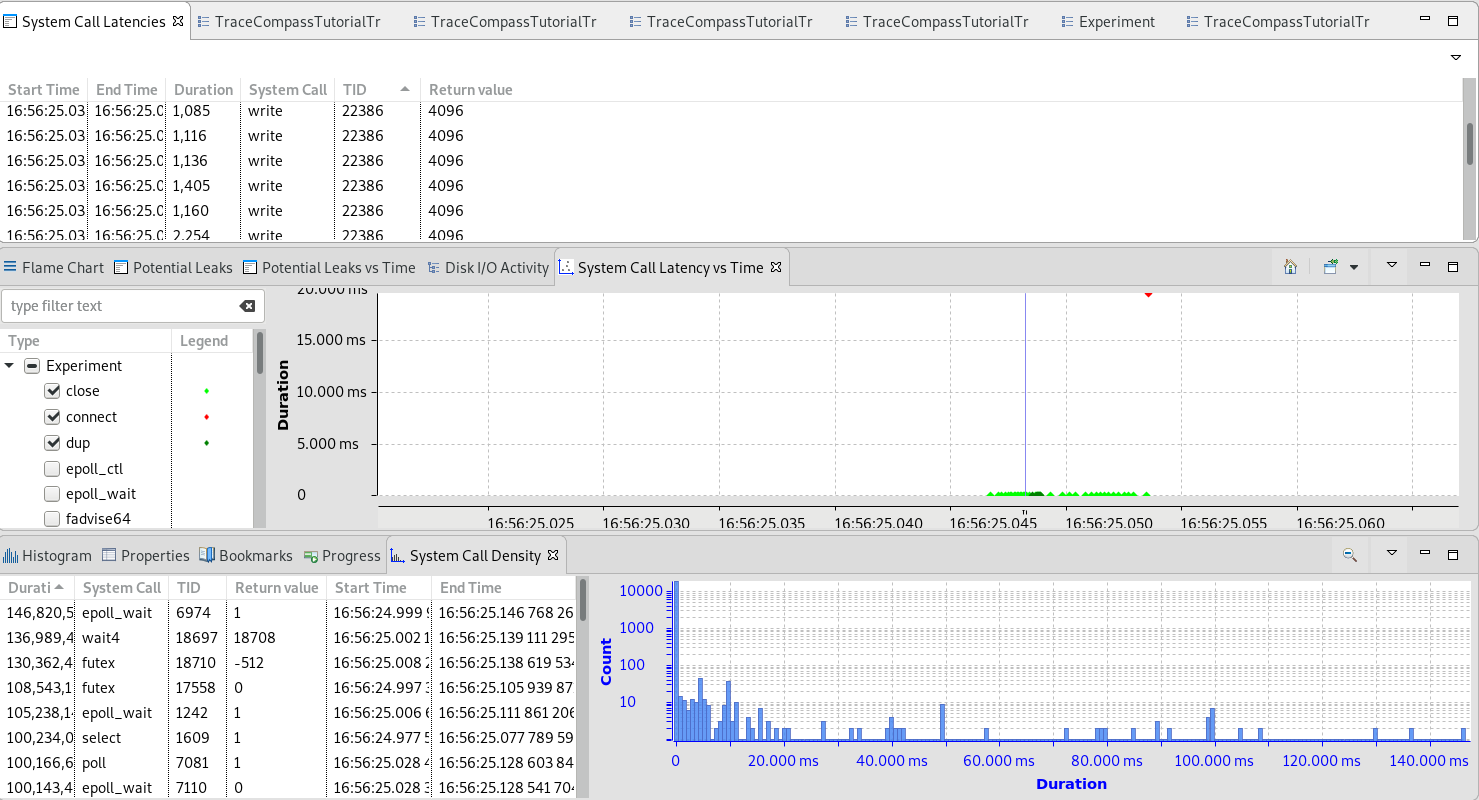 System Call Latencies TraceCompassTutorialTr TraceCompassTutorialTr TraceCompassTutorialTr TraceCompassTutorialTr Experiment TraceCompassTutorialTr
Start Time End Time Duration System Call TID Return value
16:56:25.03 16:56:25.0 1,085 write 22386 4096
16:56:25.03 16:56:25.0 1,116 write 22386 4096
16:56:25.03 16:56:25.0 1,136 write 22386 4096
16:56:25.03 16:56:25.0 1,405 write 22386 4096
16:56:25.03 16:56:25.0 1,160 write 22386 4096
16:56:25.03 16:56:25.0 2,254 write 22386 4096
Flame Chart Potential Leaks Potential Leaks vs Time Disk I/O Activity System Call Latency vs Time
type filter text
Type Legend
Experiment
close
connect
dup
epoll_ctl
epoll_wait
fadvise64
Duration
20.000 ms
15.000 ms
10.000 ms
5.000 ms
0
16:56:25.025 16:56:25.030 16:56:25.035 16:56:25.040 16:56:25.045 16:56:25.050 16:56:25.055 16:56:25.060
Histogram Properties Bookmarks Progress System Call Density
Durati System Call TID Return value Start Time End Time
146,820,5 epoll_wait 6974 1 16:56:24.999 16:56:25.146 768 26
136,989,4 wait4 18697 18708 16:56:25.002 1 16:56:25.139 111 295
130,362,4 futex 18710 -512 16:56:25.008 2 16:56:25.138 619 534
108,543,1 futex 17558 0 16:56:24.997 3 16:56:25.105 939 87
105,238,1 epoll_wait 1242 1 16:56:25.006 6 16:56:25.111 861 206
100,234,0 select 1609 1 16:56:24.977 5 16:56:25.077 789 59
100,166,6 poll 7081 1 16:56:25.028 4 16:56:25.128 603 84
100,143,4 epoll_wait 7110 0 16:56:25.028 3 16:56:25.128 541 704
Count
10000
1000
100
10
0 20.000 ms 40.000 ms 60.000 ms 80.000 ms 100.000 ms 120.000 ms 140.000 ms
Duration